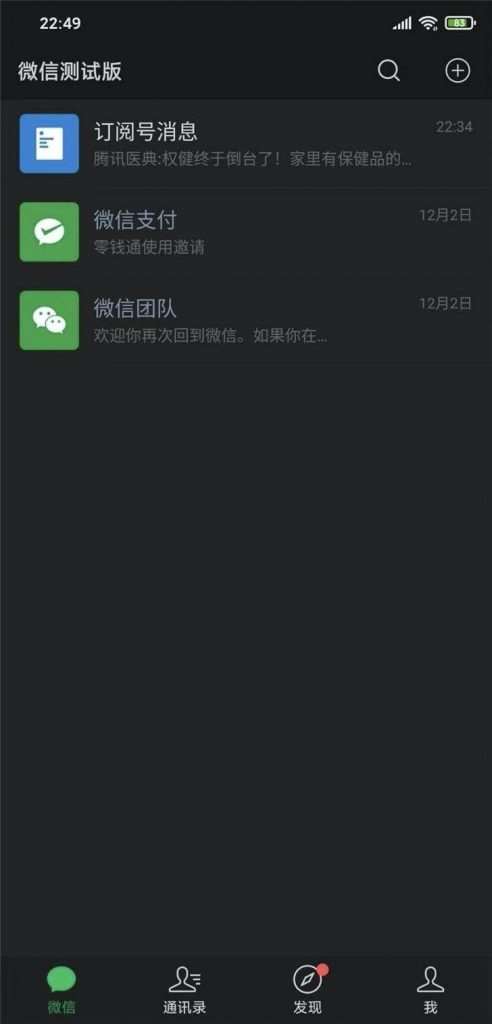 22:49
83
微信测试版
订阅号消息
22:34
腾讯医典:权健终于倒台了！家里有保健品的...
微信支付
12月2日
零钱通使用邀请
微信团队
12月2日
欢迎你再次回到微信。如果你在...
微信
通讯录
发现
我